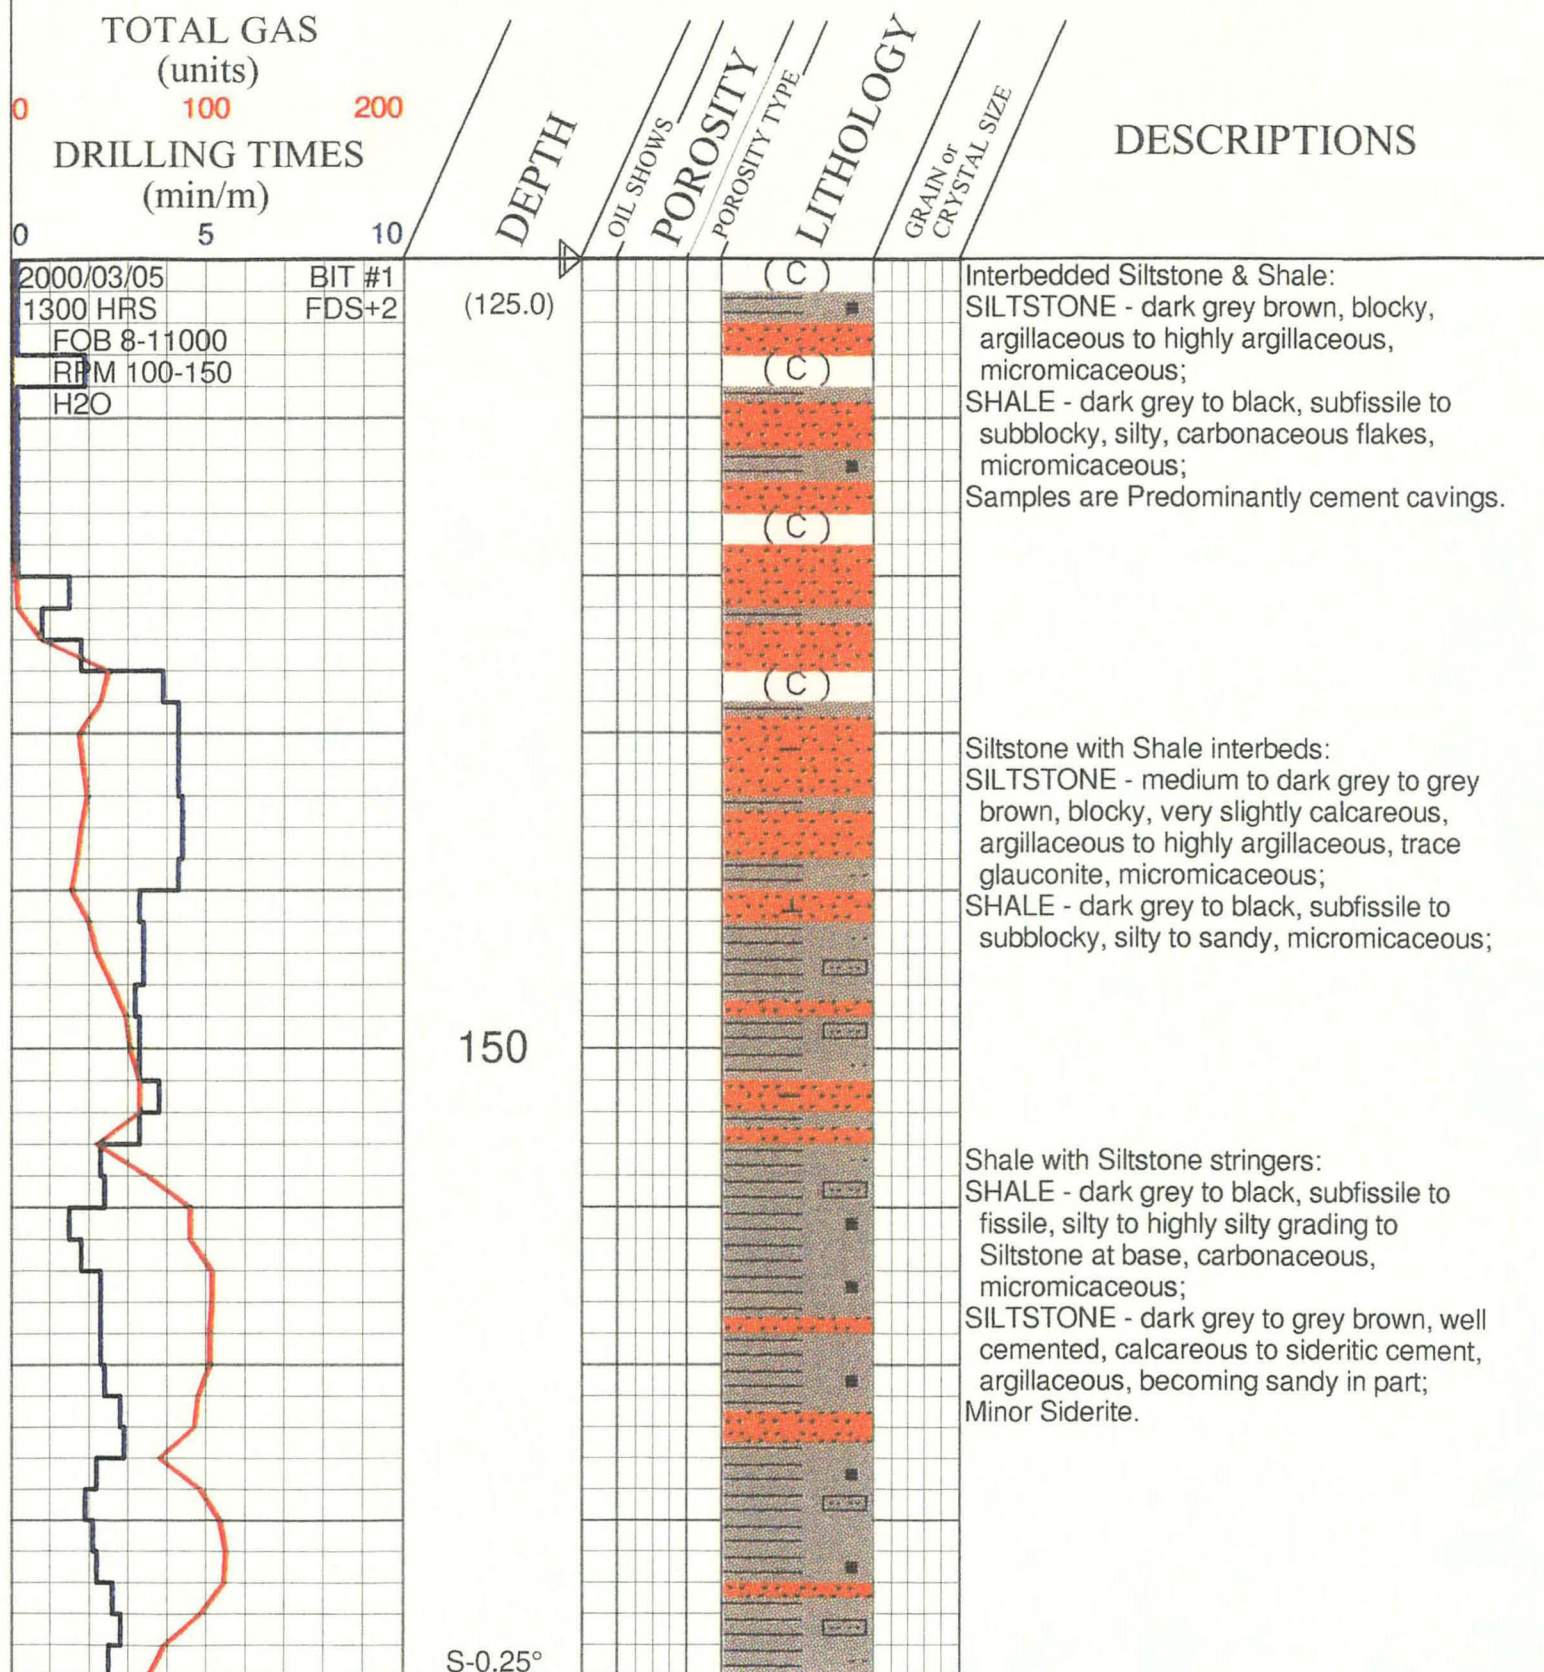 TOTAL GAS
(units)
0 100 200
DRILLING TIMES
(min/m)
0 5 10
DEPTH
OIL SHOWS
POROSITY
POROSITY TYPE
LITHOLOGY
GRAIN or
CRYSTAL SIZE
DESCRIPTIONS
2000/03/05 BIT #1
1300 HRS FDS+2
FOB 8-11000
RPM 100-150
H2O
(125.0)
150
S-0.25°
(C)
(C)
(C)
(C)
Interbedded Siltstone & Shale:
SILTSTONE - dark grey brown, blocky,
argillaceous to highly argillaceous,
micromicaceous;
SHALE - dark grey to black, subfissile to
subblocky, silty, carbonaceous flakes,
micromicaceous;
Samples are Predominantly cement cavings.
Siltstone with Shale interbeds:
SILTSTONE - medium to dark grey to grey
brown, blocky, very slightly calcareous,
argillaceous to highly argillaceous, trace
glauconite, micromicaceous;
SHALE - dark grey to black, subfissile to
subblocky, silty to sandy, micromicaceous;
Shale with Siltstone stringers:
SHALE - dark grey to black, subfissile to
fissile, silty to highly silty grading to
Siltstone at base, carbonaceous,
micromicaceous;
SILTSTONE - dark grey to grey brown, well
cemented, calcareous to sideritic cement,
argillaceous, becoming sandy in part;
Minor Siderite.